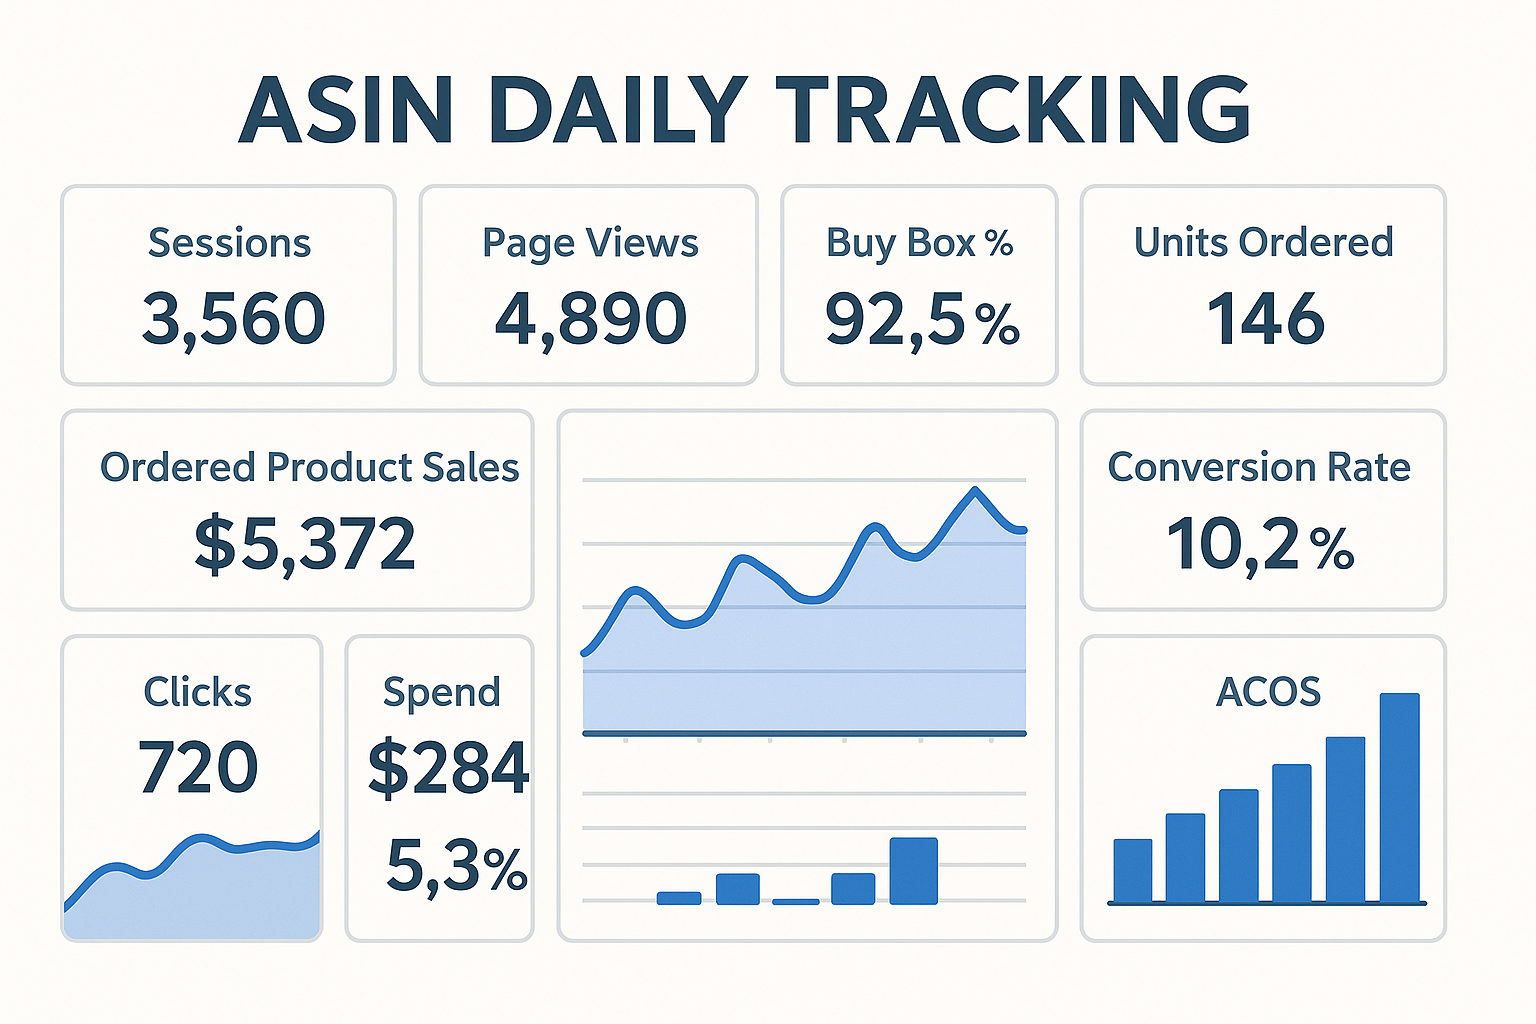 ASIN DAILY TRACKING
Sessions
3,560
Page Views
4,890
Buy Box %
92,5%
Units Ordered
146
Ordered Product Sales
$5,372
Conversion Rate
10,2%
Clicks
720
Spend
$284
5,3%
ACOS